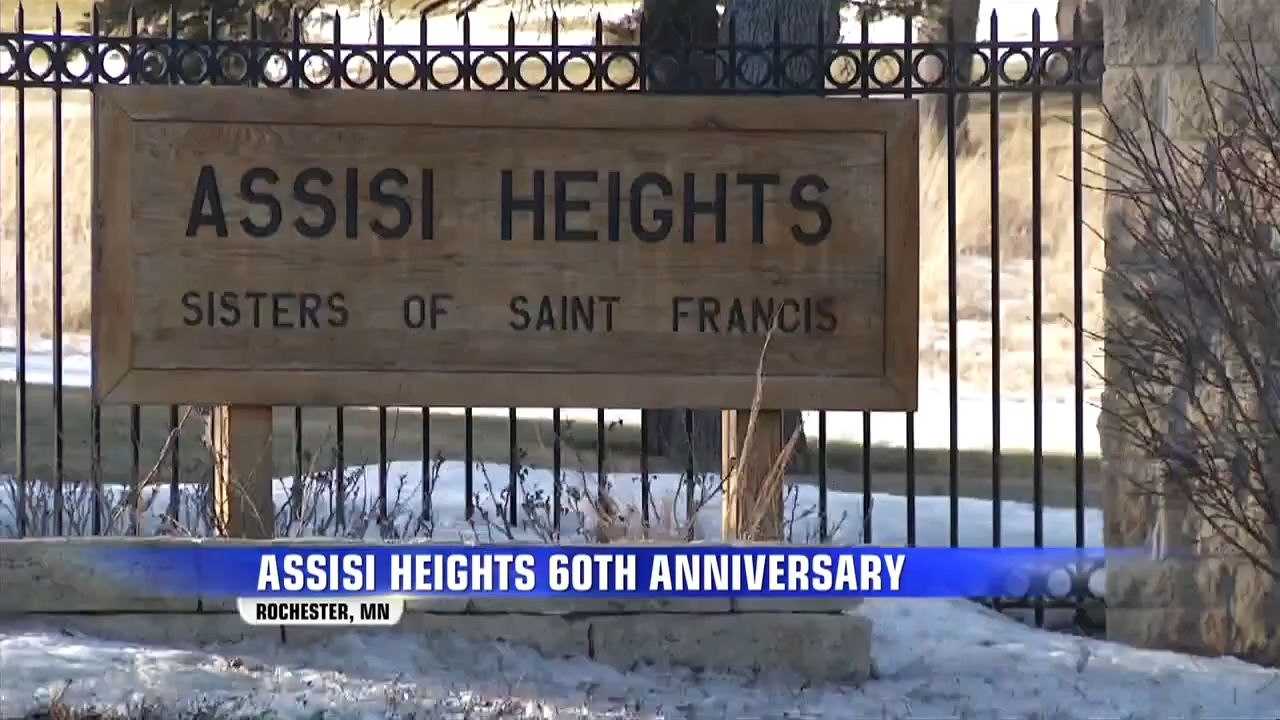 ASSISI HEIGHTS
SISTERS OF SAINT FRANCIS
ASSISI HEIGHTS 60TH ANNIVERSARY
ROCHESTER, MN